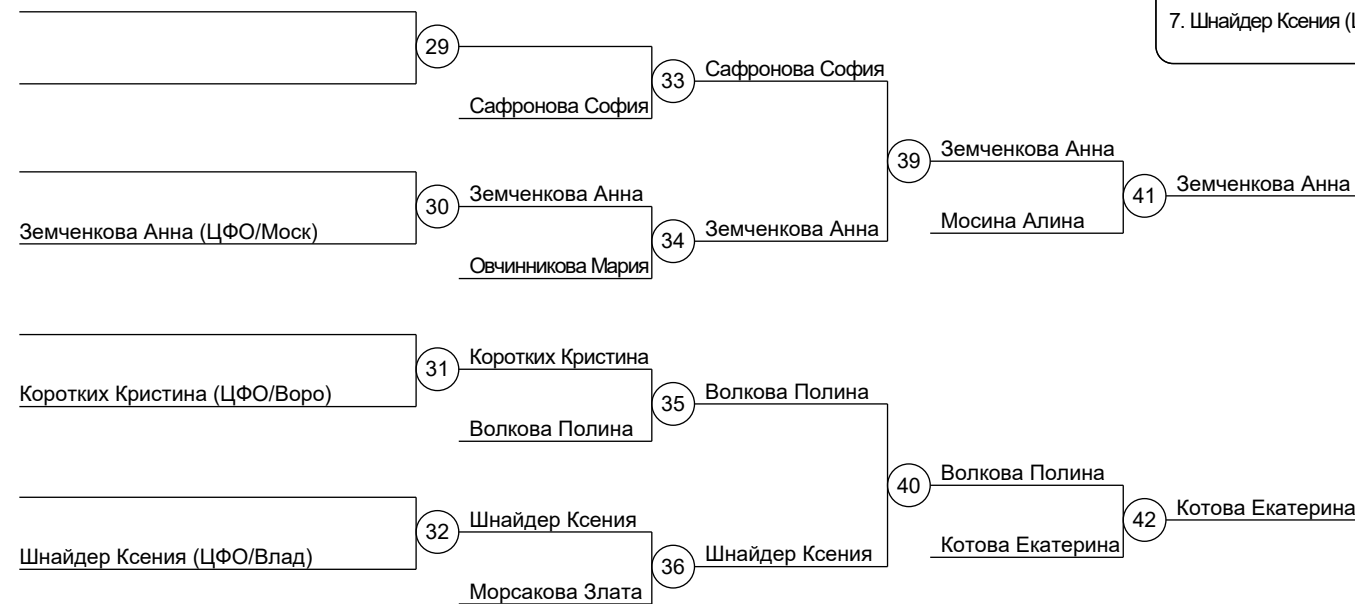 7. Шнайдер Ксения (
29
33
Сафронова София
Сафронова София
39
Земченкова Анна
30
Земченкова Анна
41
Земченкова Анна
Земченкова Анна (ЦФО/Моск)
34
Земченкова Анна
Мосина Алина
Овчинникова Мария
31
Коротких Кристина
Коротких Кристина (ЦФО/Воро)
35
Волкова Полина
Волкова Полина
40
Волкова Полина
32
Шнайдер Ксения
42
Котова Екатерина
Шнайдер Ксения (ЦФО/Влад)
36
Шнайдер Ксения
Котова Екатерина
Морсакова Злата